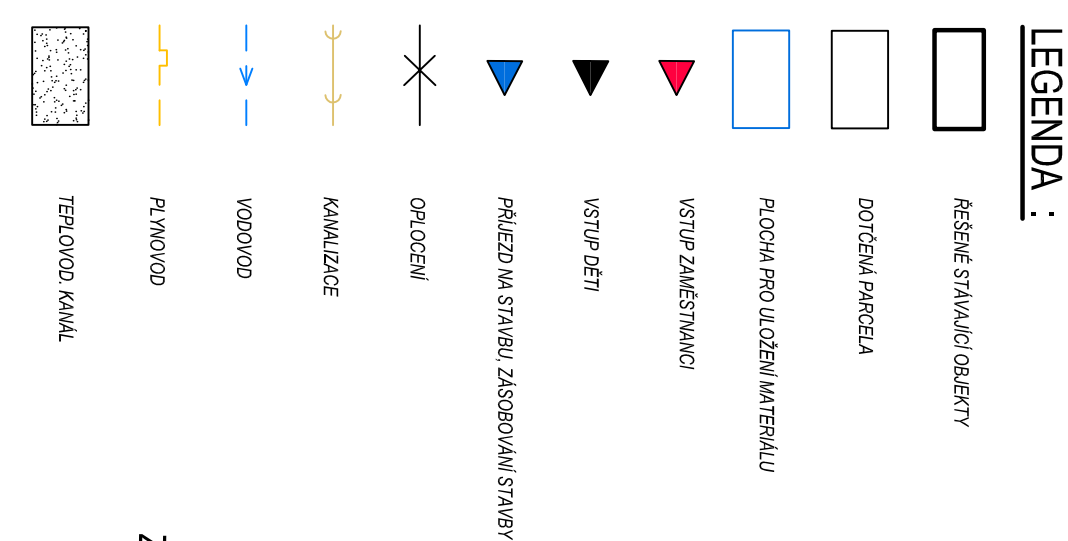 LEGENDA :
ŘEŠENÉ STÁVAJÍCÍ OBJEKTY
DOTČENÁ PARCELA
PLOCHA PRO ULOŽENÍ MATERIÁLU
VSTUP ZAMĚSTNANCI
VSTUP DĚTI
PŘÍJEZD NA STAVBU, ZÁSOBOVÁNÍ STAVBY
OPLOCENÍ
KANALIZACE
VODOVOD
PLYNOVOD
TEPLOVOD. KANÁL